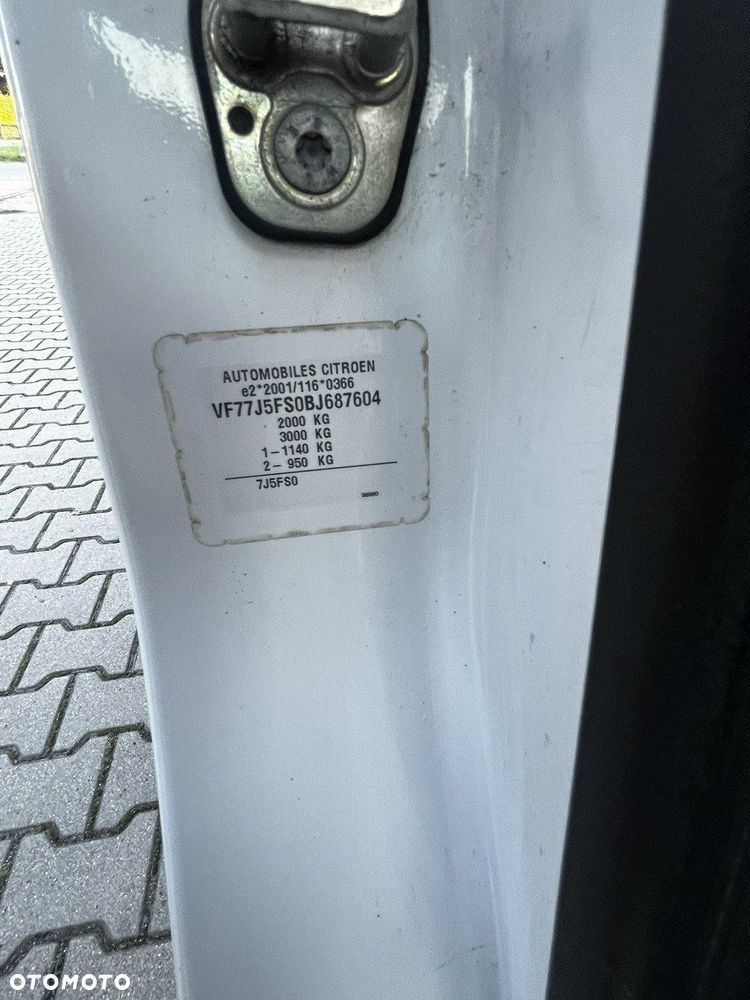 AUTOMOBILES CITROEN
e2*2001/116*0366
VF77J5FS0BJ687604
2000 KG
3000 KG
1-1140 KG
2- 950 KG
7J5FS0
OTOMOTO